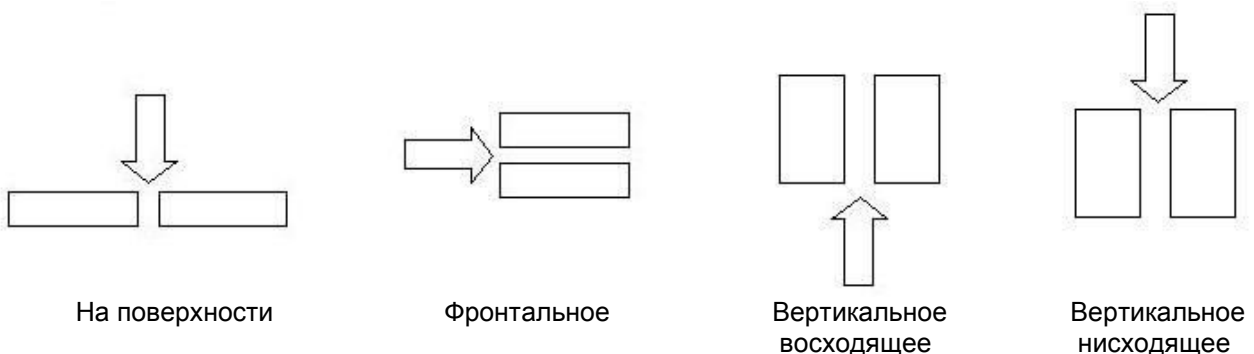 На поверхности
Фронтальное
Вертикальное
восходящее
Вертикальное
нисходящее